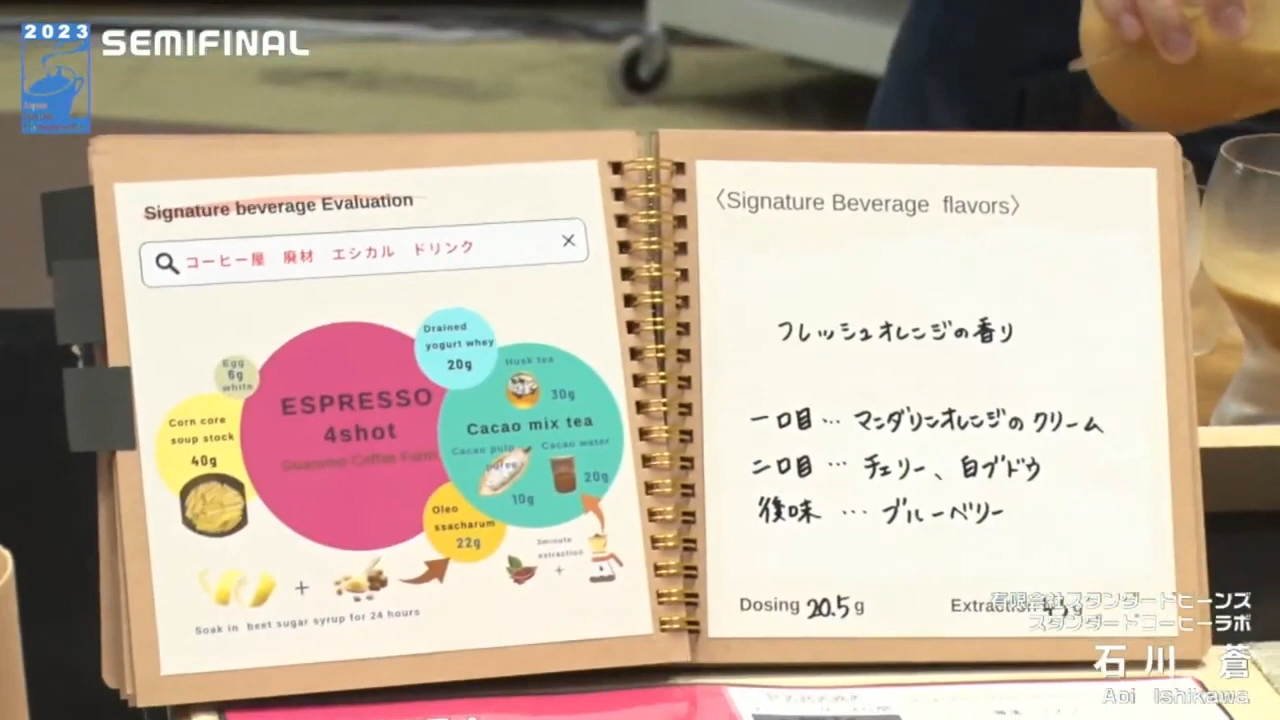 2023
SEMIFINAL
Signature beverage Evaluation
コーヒー屋 廃材 エシカル ドリンク
Drained
yogurt whey
20g
Egg
6g
white
Husk tea
30g
ESPRESSO
4shot
Cacao mix tea
Corn core
soup stock
40g
Cacao pulp
puree
10g
Cacao water
20g
Oleo
ssacharum
22g
3minute
extraction
+
+
Soak in beet sugar syrup for 24 hours
〈Signature Beverage flavors〉
フレッシュオレンジの香り
一口目… マンダリンオレンジの クリーム
二口目 … チェリー、白ブドウ
後味 … ブルーベリー
Dosing 20.5 g
Extraction
有限会社スタンダードビーンズ
スタンダードコーヒーラボ
石川 蒼
Aoi Ishikawa